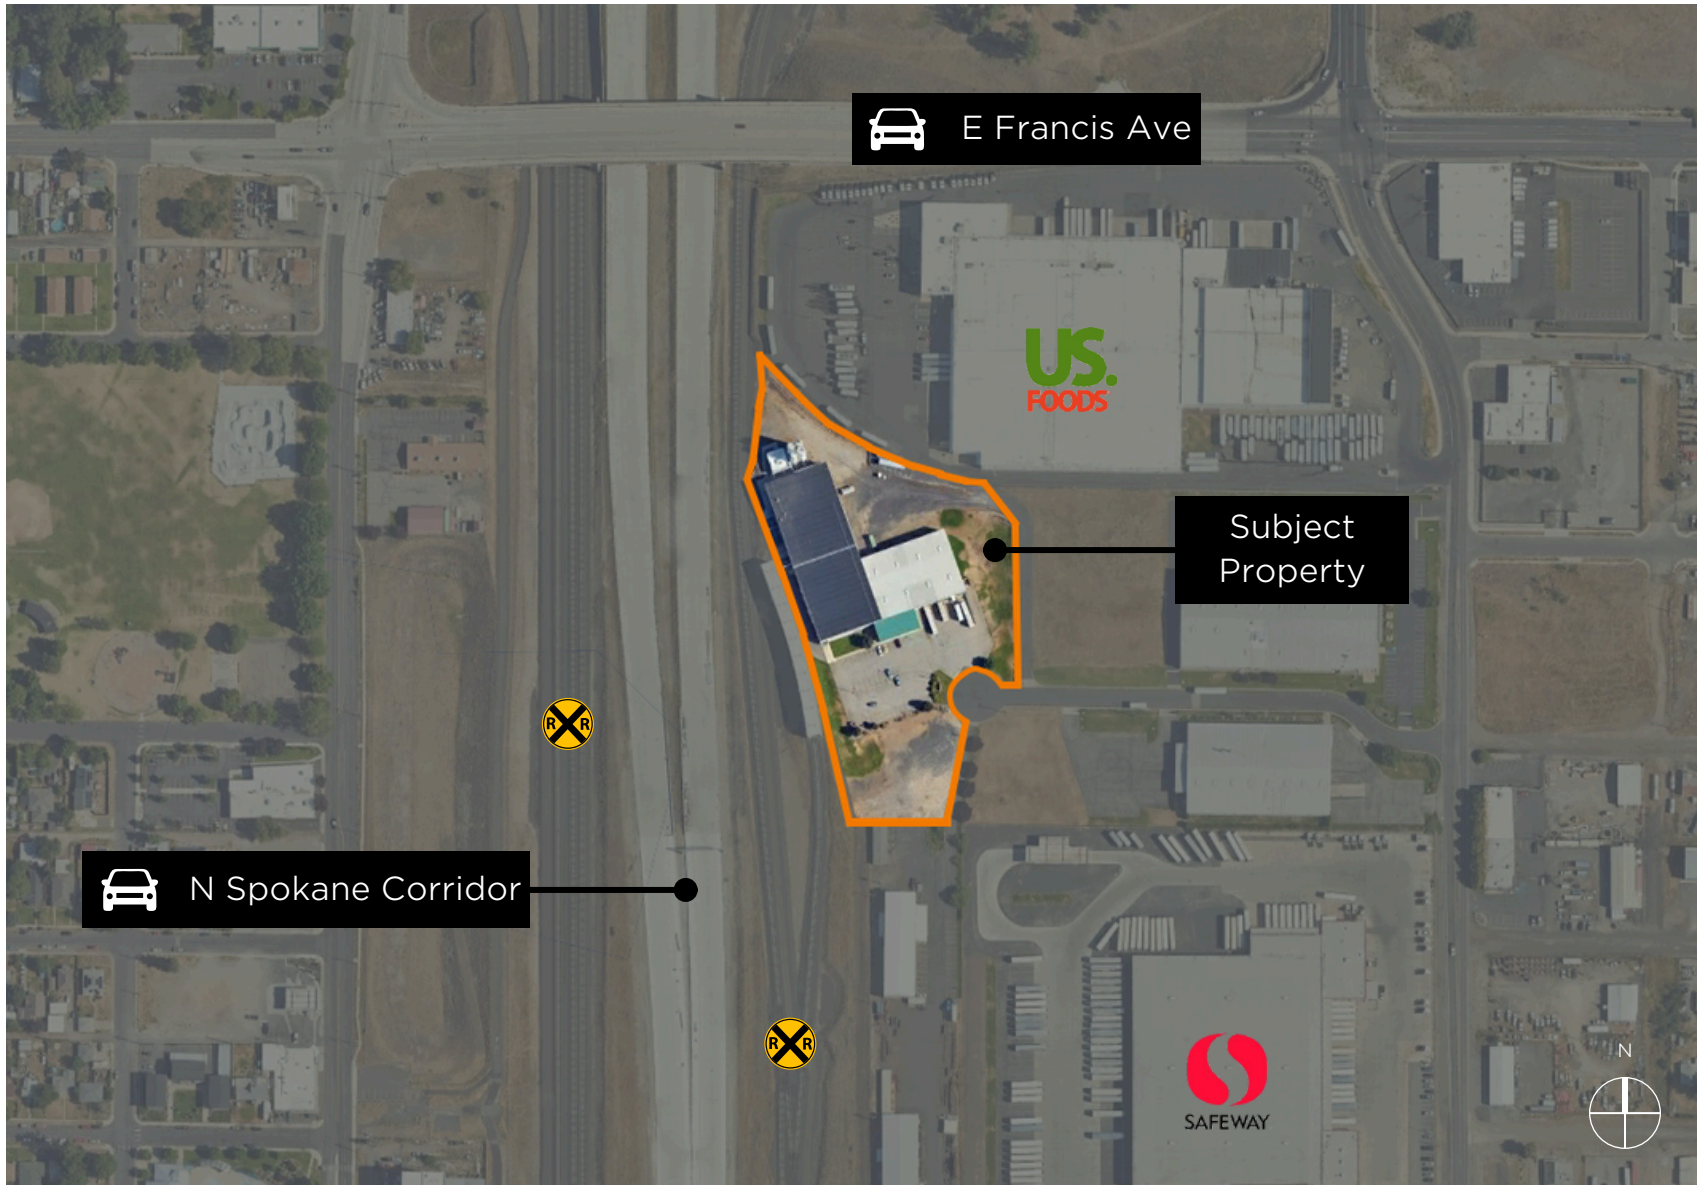 E Francis Ave
US.
FOODS
Subject
Property
R R
N Spokane Corridor
R R
SAFEWAY
N